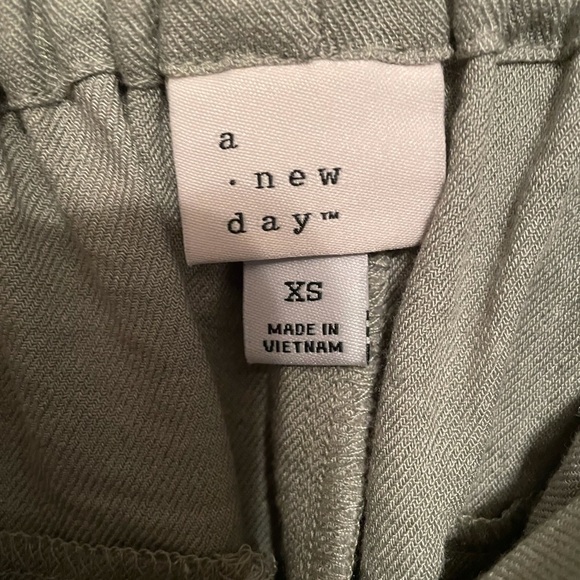 a
· new
day™
XS
MADE IN
VIETNAM